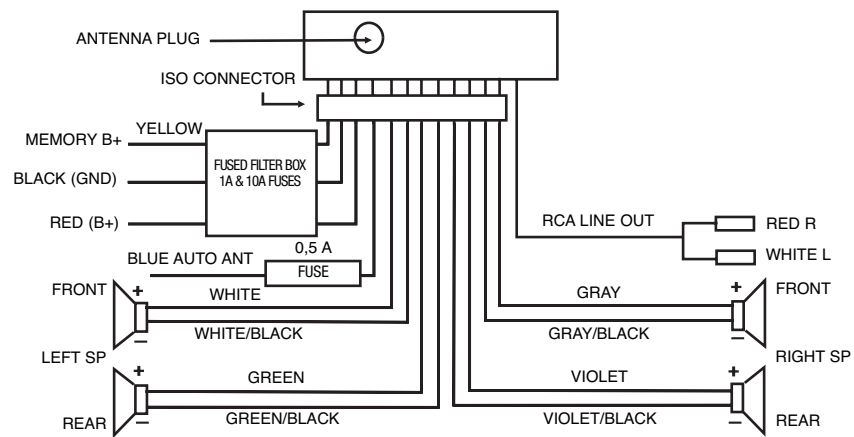 ANTENNA PLUG
ISO CONNECTOR
YELLOW
MEMORY B+
FUSED FILTER BOX
1A & 10A FUSES
BLACK (GND)
RED (B+)
RCA LINE OUT
RED R
WHITE L
0,5 A
BLUE AUTO ANT
FUSE
FRONT
+
WHITE
–
WHITE/BLACK
GRAY
+
FRONT
GRAY/BLACK
–
LEFT SP
RIGHT SP
+
GREEN
GREEN/BLACK
–
REAR
VIOLET
+
VIOLET/BLACK
–
REAR